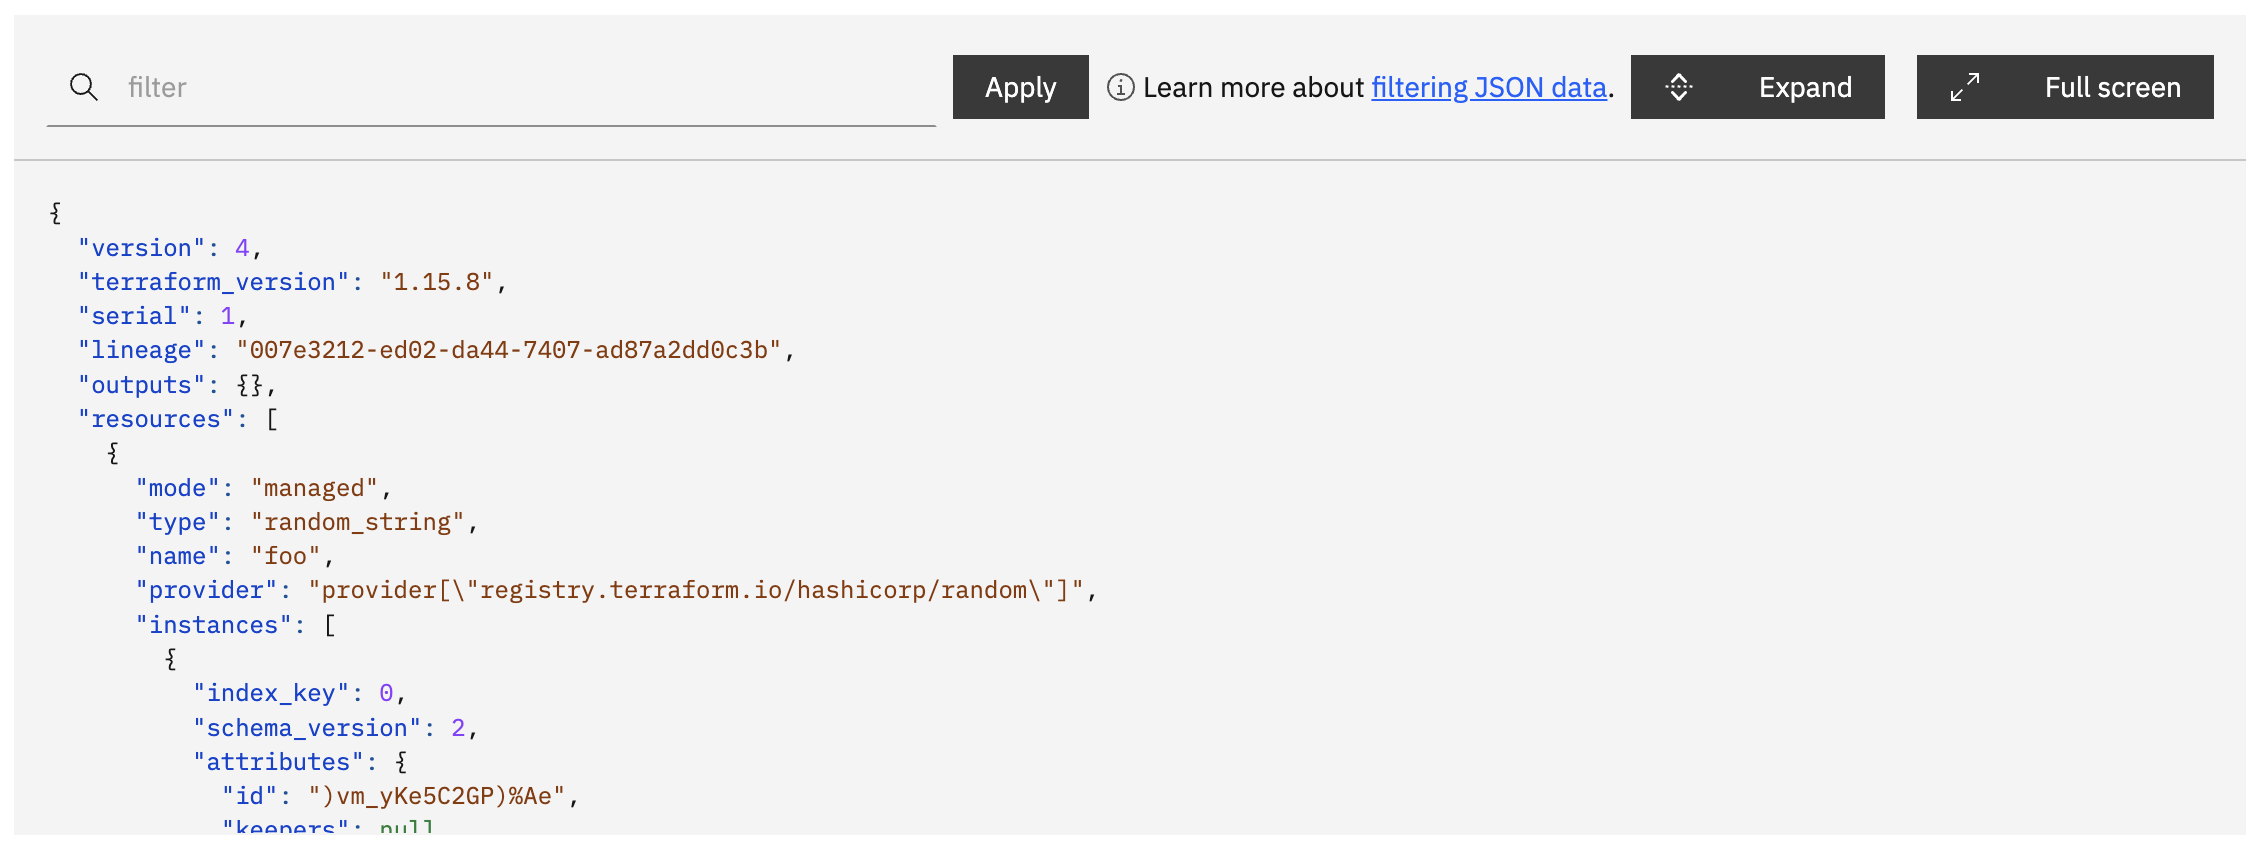 filter Apply Learn more about filtering JSON data. Expand Full screen
{
  "version": 4,
  "terraform_version": "1.15.8",
  "serial": 1,
  "lineage": "007e3212-ed02-da44-7407-ad87a2dd0c3b",
  "outputs": {},
  "resources": [
    {
      "mode": "managed",
      "type": "random_string",
      "name": "foo",
      "provider": "provider[\"registry.terraform.io/hashicorp/random\"]",
      "instances": [
        {
          "index_key": 0,
          "schema_version": 2,
          "attributes": {
            "id": ")vm_yKe5C2GP)%Ae",
            "keepers": null